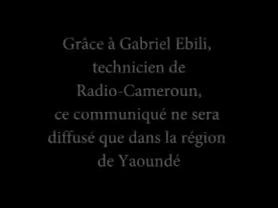 Grâce à Gabriel Ebili,
technicien de
Radio-Cameroun,
ce communiqué ne sera
diffusé que dans la région
de Yaoundé